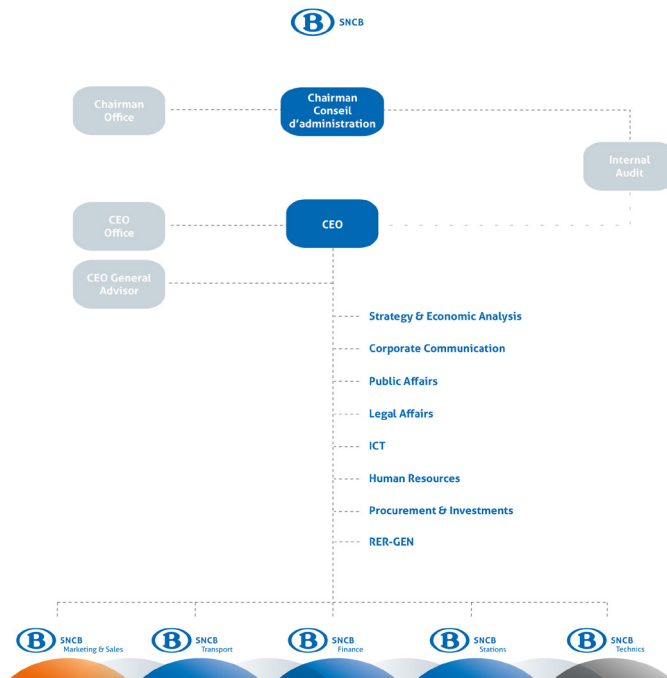 B SNCB
Chairman
Office
Chairman
Conseil
d'administration
Internal
Audit
CEO
Office
CEO
CEO General
Advisor
Strategy & Economic Analysis
Corporate Communication
Public Affairs
Legal Affairs
ICT
Human Resources
Procurement & Investments
RER-GEN
B SNCB
Marketing & Sales
B SNCB
Transport
B SNCB
Finance
B SNCB
Stations
B SNCB
Technics